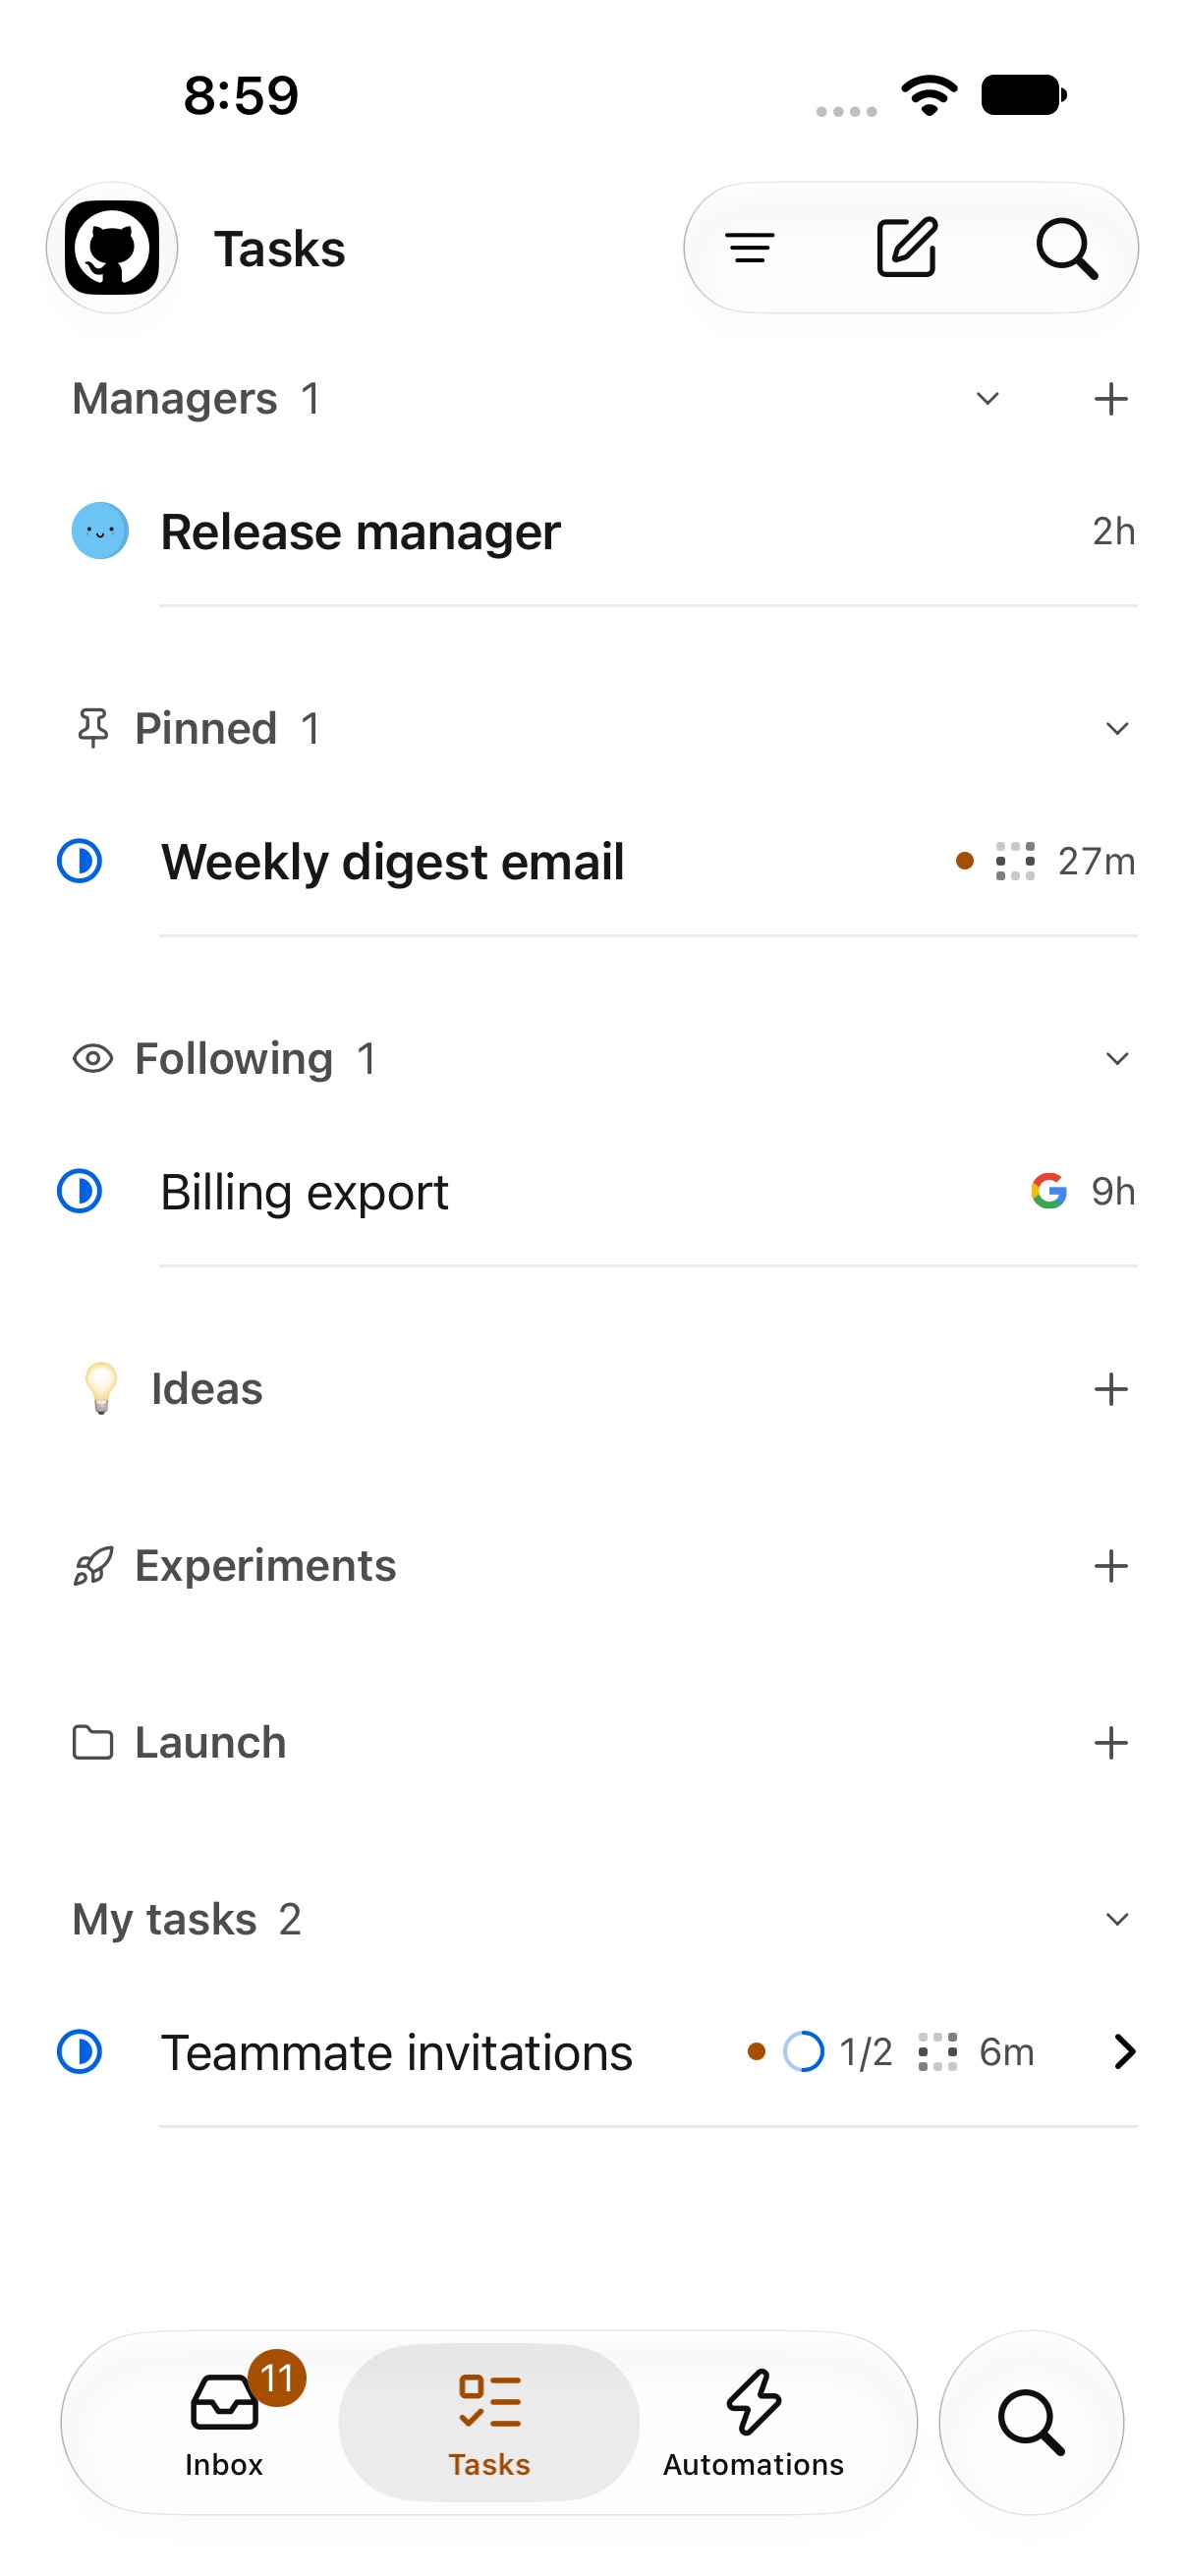 8:59
Tasks
Managers 1
Release manager 2h
Pinned 1
Weekly digest email 27m
Following 1
Billing export 9h
Ideas
Experiments
Launch
My tasks 2
Teammate invitations 1/2 6m
11
Inbox Tasks Automations